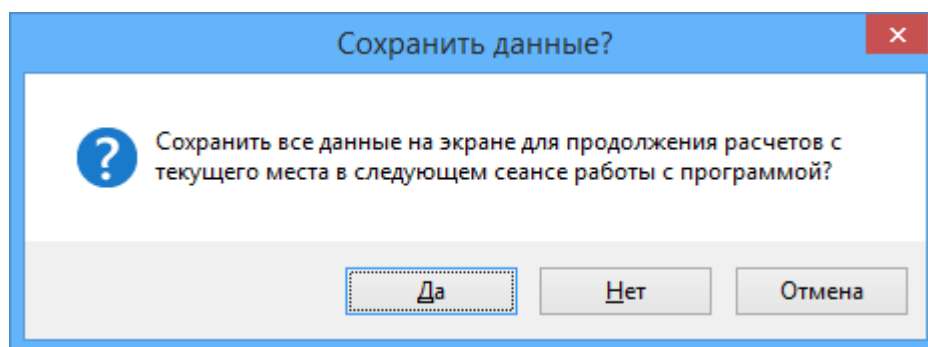 Сохранить данные?
Сохранить все данные на экране для продолжения расчетов с
текущего места в следующем сеансе работы с программой?
Да Нет Отмена